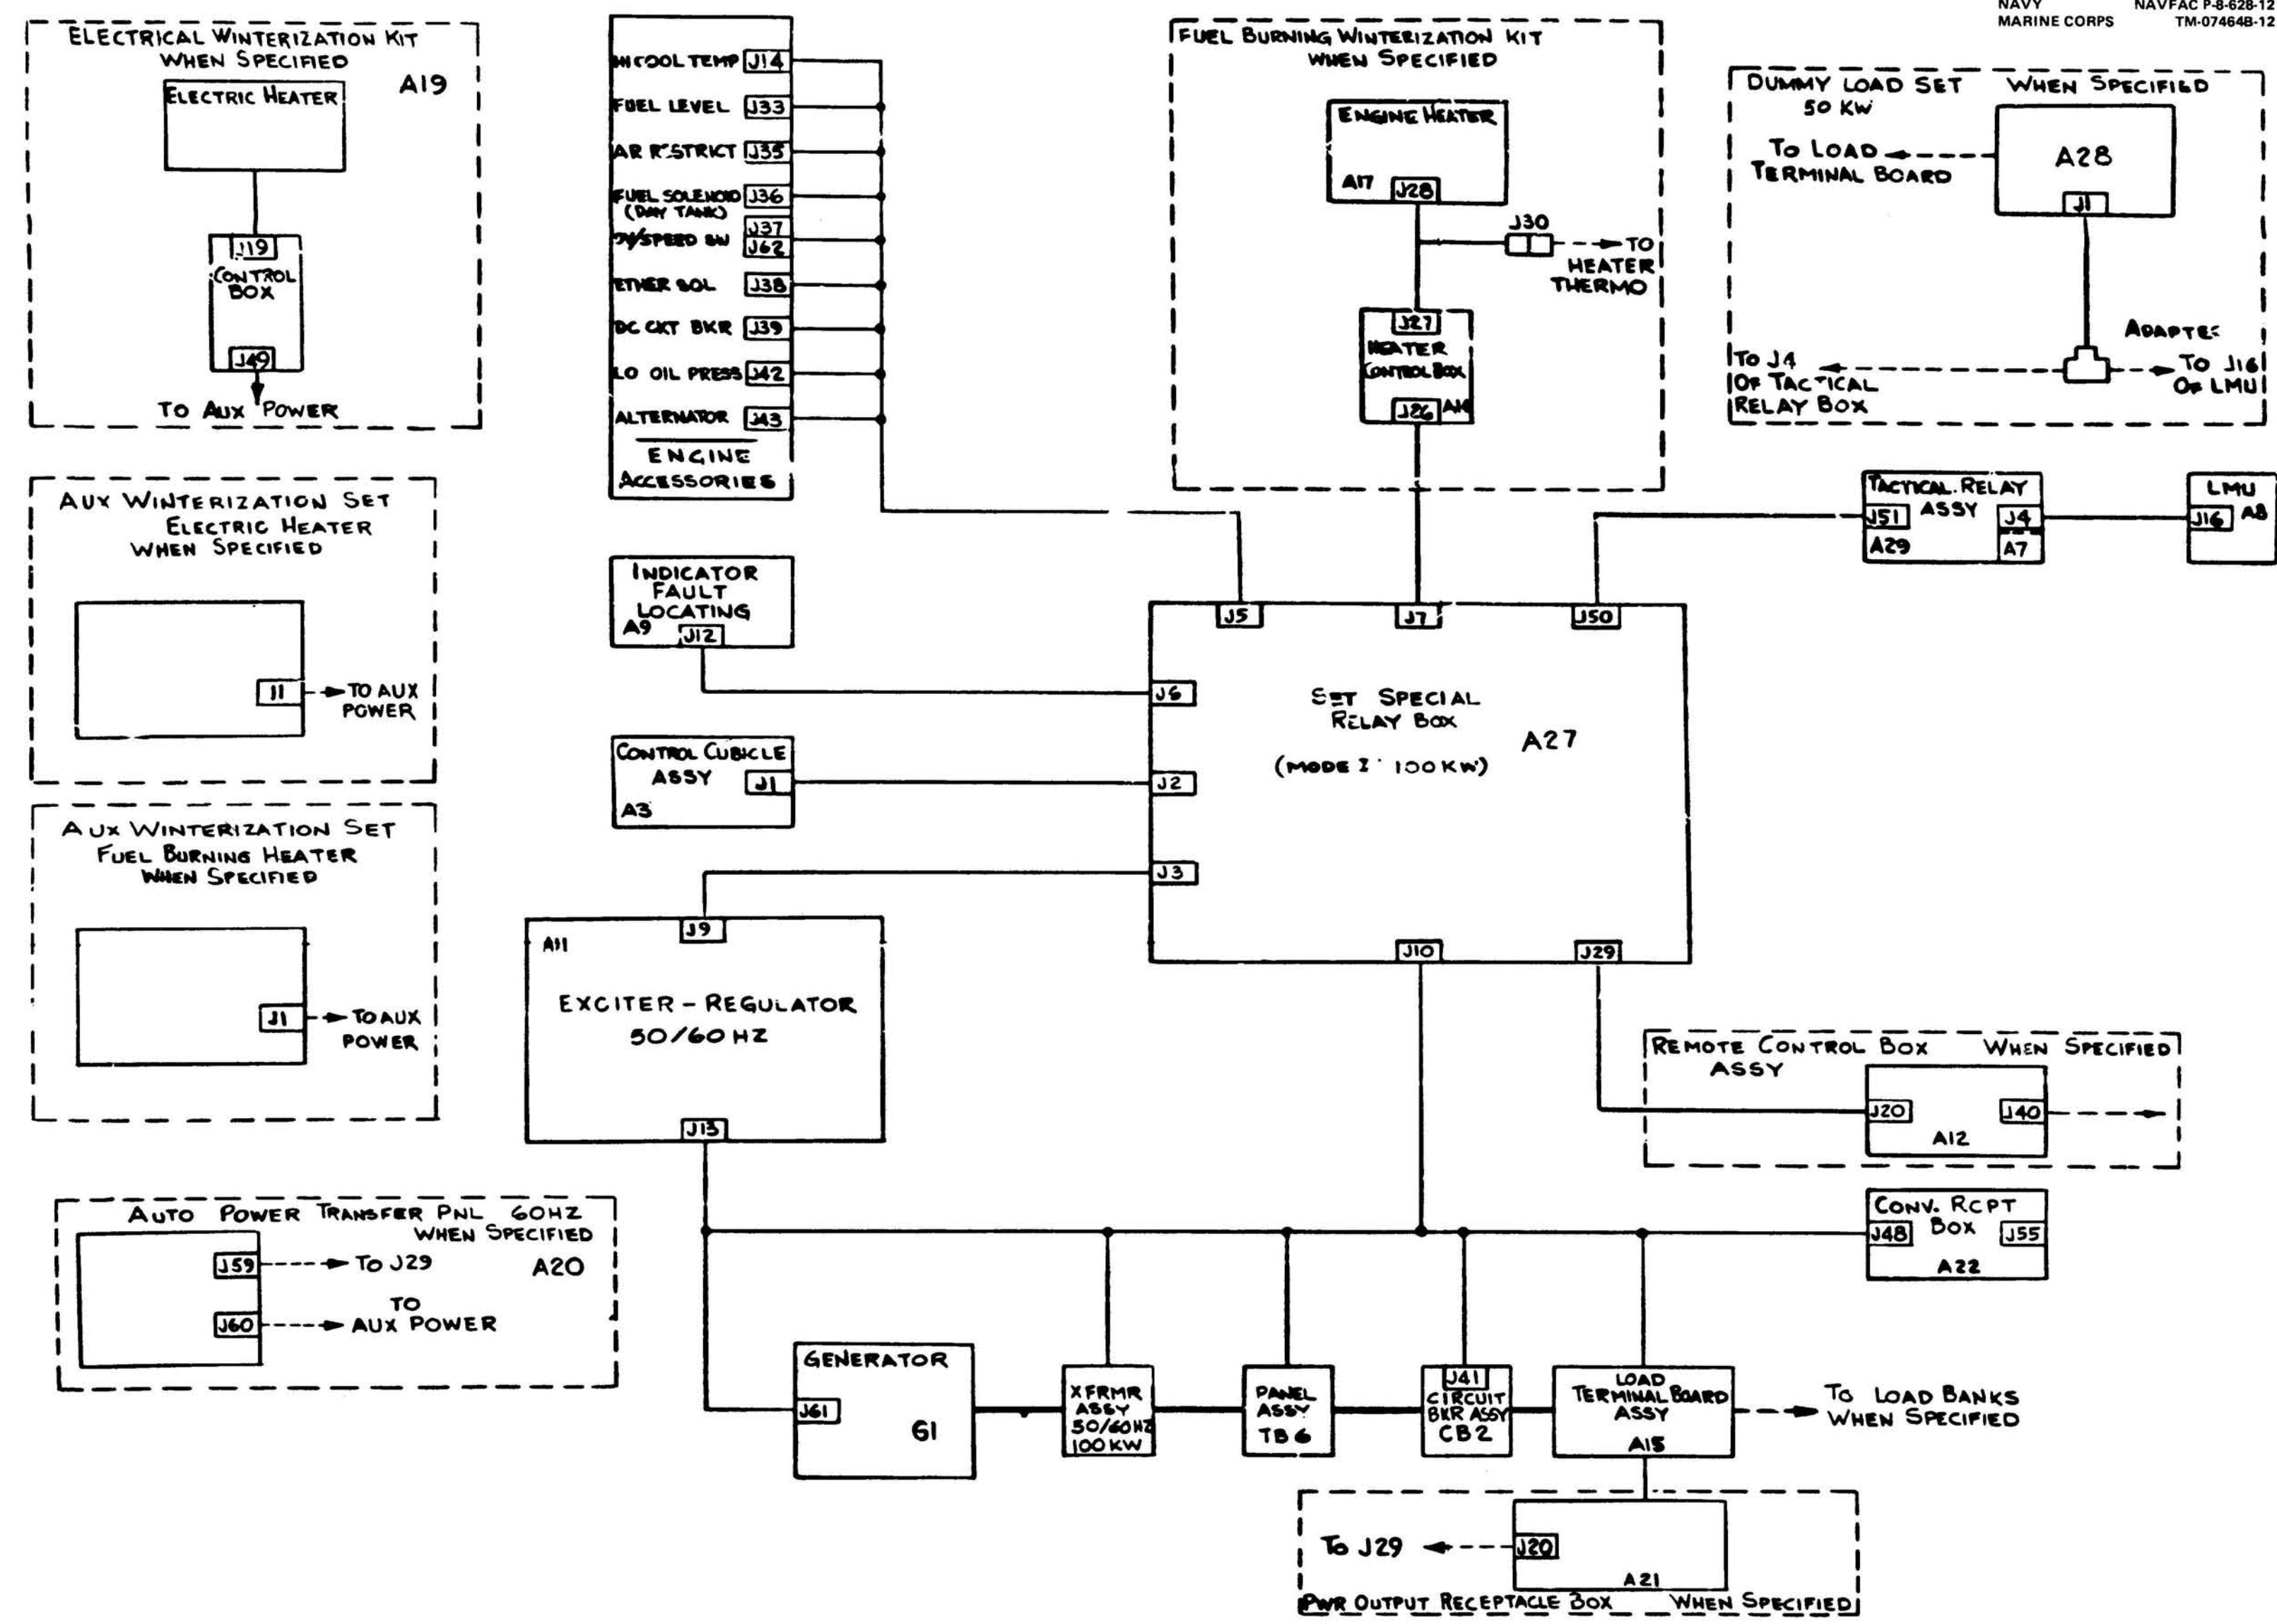 NAVY NAVFAC P-8-628-12
MARINE CORPS TM-07464B-12
ELECTRICAL WINTERIZATION KIT
WHEN SPECIFIED
A19
ELECTRIC HEATER
J19
CONTROL
BOX
J49
TO AUX POWER
HI COOL TEMP J14
FUEL LEVEL J33
J35
FUEL SOLENOID J36
(DAY TANK)
J37
SPEED SW J62
ETHER SOL J38
DC CKT BKR J39
LO OIL PRESS J42
ALTERNATOR J43
ENGINE
ACCESSORIES
FUEL BURNING WINTERIZATION KIT
WHEN SPECIFIED
ENGINE HEATER
A17 J28
J30
TO
HEATER
THERMO
J27
HEATER
CONTROL BOX
J26
DUMMY LOAD SET WHEN SPECIFIED
50 KW
TO LOAD
TERMINAL BOARD
A28
J1
TO J4
OF TACTICAL
RELAY BOX
TO J16
OF LMU
TACTICAL RELAY
ASSY
J51 J4
A29 A7
LMU
J16 A8
AUX WINTERIZATION SET
ELECTRIC HEATER
WHEN SPECIFIED
J1 TO AUX
POWER
INDICATOR
FAULT
LOCATING
A9 J12
CONTROL CUBICLE
ASSY J1
A3
J5 J7 J50
J6
J2
J3
SET SPECIAL
RELAY BOX
A27
(MODE I 100 KW)
J10 J29
AUX WINTERIZATION SET
FUEL BURNING HEATER
WHEN SPECIFIED
J1 TO AUX
POWER
J9
A11
EXCITER-REGULATOR
50/60 HZ
J13
REMOTE CONTROL BOX WHEN SPECIFIED
ASSY
J20 J40
A12
CONV. RCPT
BOX
J48 J55
A22
AUTO POWER TRANSFER PNL 60HZ
WHEN SPECIFIED
J59 TO J29
A20
J60 TO
AUX POWER
GENERATOR
J61
G1
XFRMR
ASSY
50/60HZ
100KW
PANEL
ASSY
TB6
J41
CIRCUIT
BKR ASSY
CB2
LOAD
TERMINAL BOARD
ASSY
A15
TO LOAD BANKS
WHEN SPECIFIED
TO J29 J20
A21
PWR OUTPUT RECEPTACLE BOX WHEN SPECIFIED